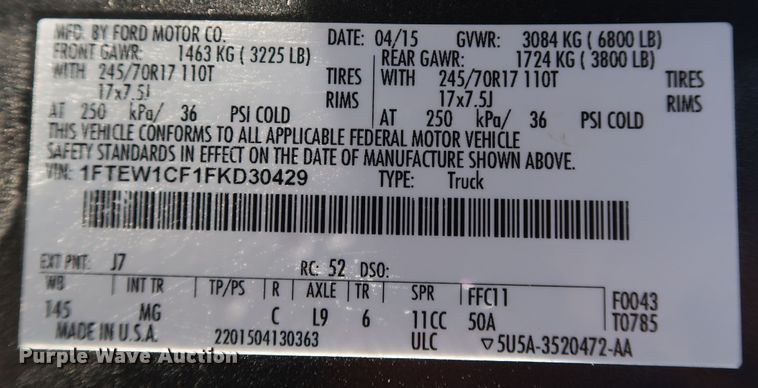 MFD. BY FORD MOTOR CO.
DATE: 04/15 GVWR: 3084 KG ( 6800 LB)
FRONT GAWR: 1463 KG ( 3225 LB)
REAR GAWR: 1724 KG ( 3800 LB)
WITH 245/70R17 110T TIRES
WITH 245/70R17 110T TIRES
17x7.5J RIMS
17x7.5J RIMS
AT 250 kPa/ 36 PSI COLD
AT 250 kPa/ 36 PSI COLD
THIS VEHICLE CONFORMS TO ALL APPLICABLE FEDERAL MOTOR VEHICLE
SAFETY STANDARDS IN EFFECT ON THE DATE OF MANUFACTURE SHOWN ABOVE.
VIN: 1FTEW1CF1FKD30429 TYPE: Truck
EXT PNT: J7 RC: 52 DSO:
WB INT TR TP/PS R AXLE TR SPR FFC11 F0043
145 MG C L9 6 11CC 50A T0785
MADE IN U.S.A. 2201504130363 ULC ▽5U5A-3520472-AA
Purple Wave Auction